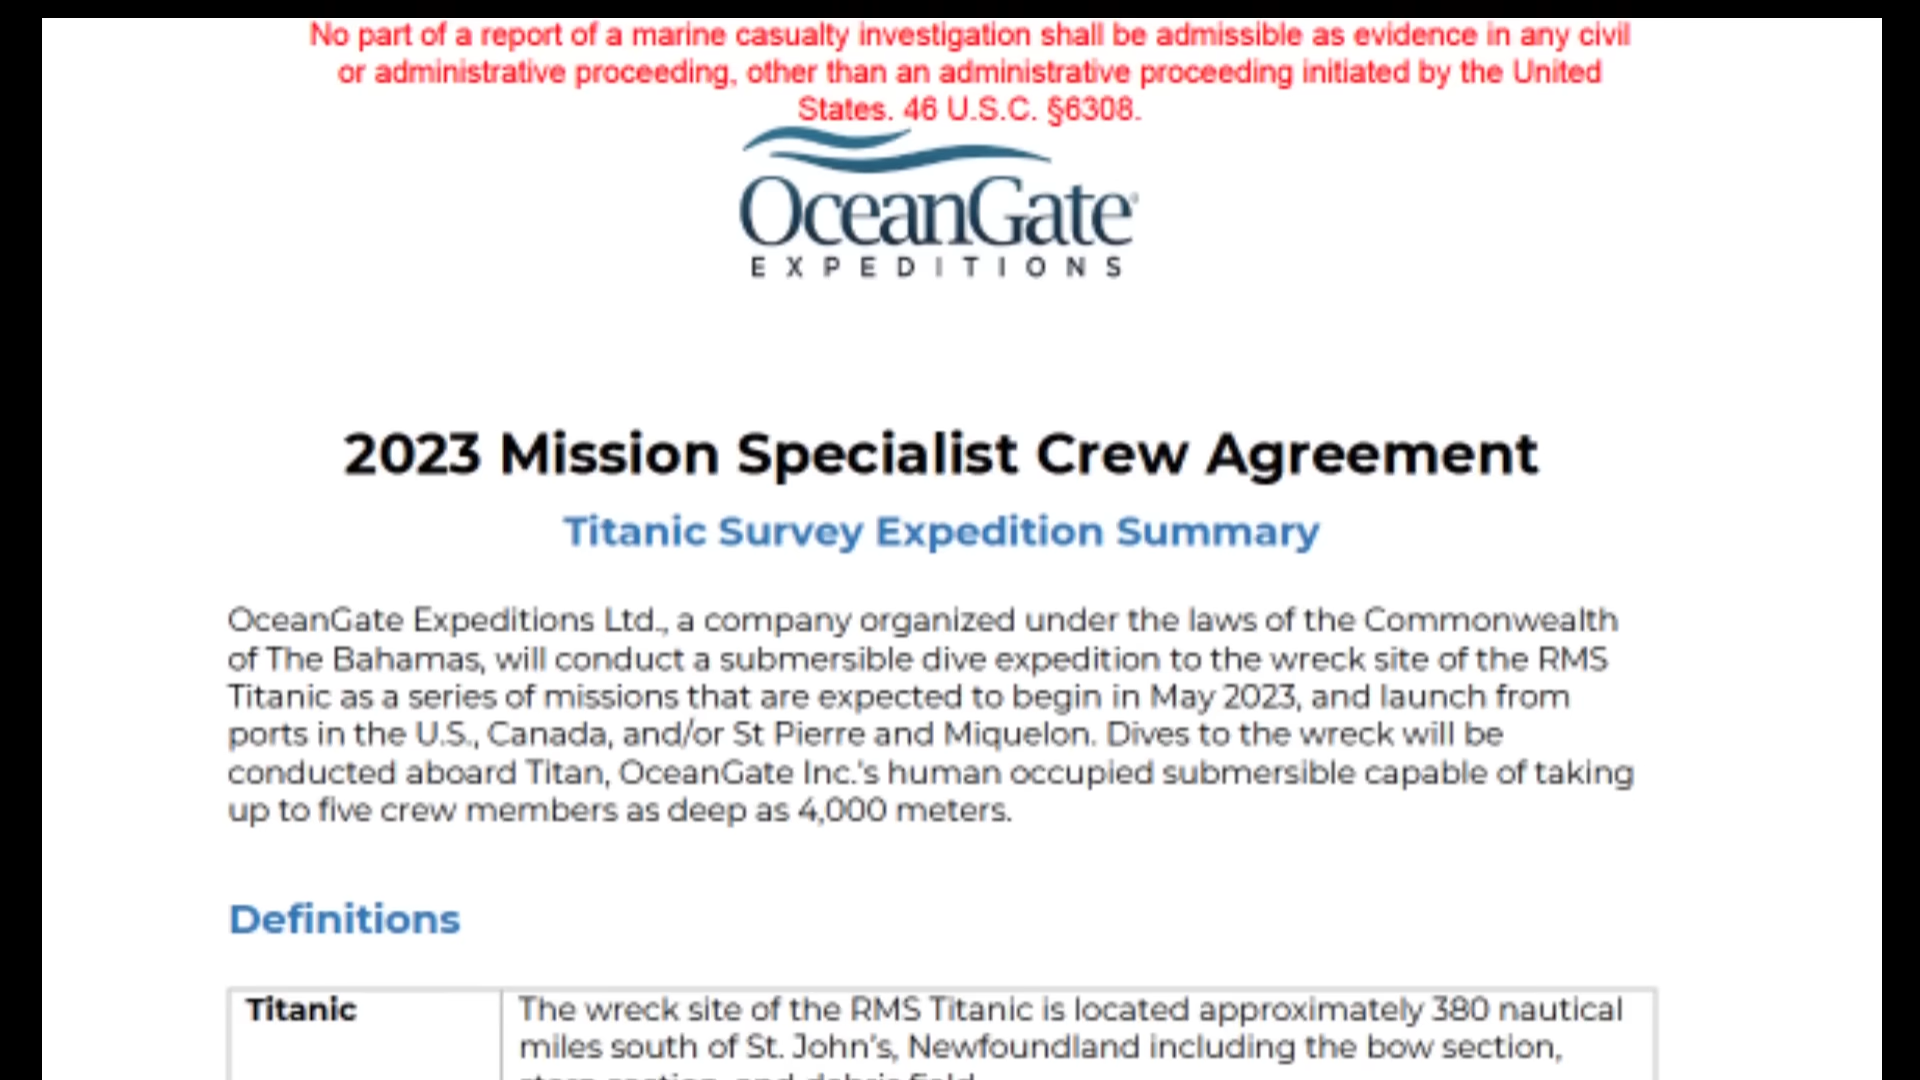 No part of a report of a marine casualty investigation shall be admissible as evidence in any civil
or administrative proceeding, other than an administrative proceeding initiated by the United
States. 46 U.S.C. §6308.
OceanGate
EXPEDITIONS
2023 Mission Specialist Crew Agreement
Titanic Survey Expedition Summary
OceanGate Expeditions Ltd., a company organized under the laws of the Commonwealth
of The Bahamas, will conduct a submersible dive expedition to the wreck site of the RMS
Titanic as a series of missions that are expected to begin in May 2023, and launch from
ports in the U.S., Canada, and/or St Pierre and Miquelon. Dives to the wreck will be
conducted aboard Titan, OceanGate Inc.'s human occupied submersible capable of taking
up to five crew members as deep as 4,000 meters.
Definitions
Titanic
The wreck site of the RMS Titanic is located approximately 380 nautical
miles south of St. John's, Newfoundland including the bow section,
stern section, and debris field